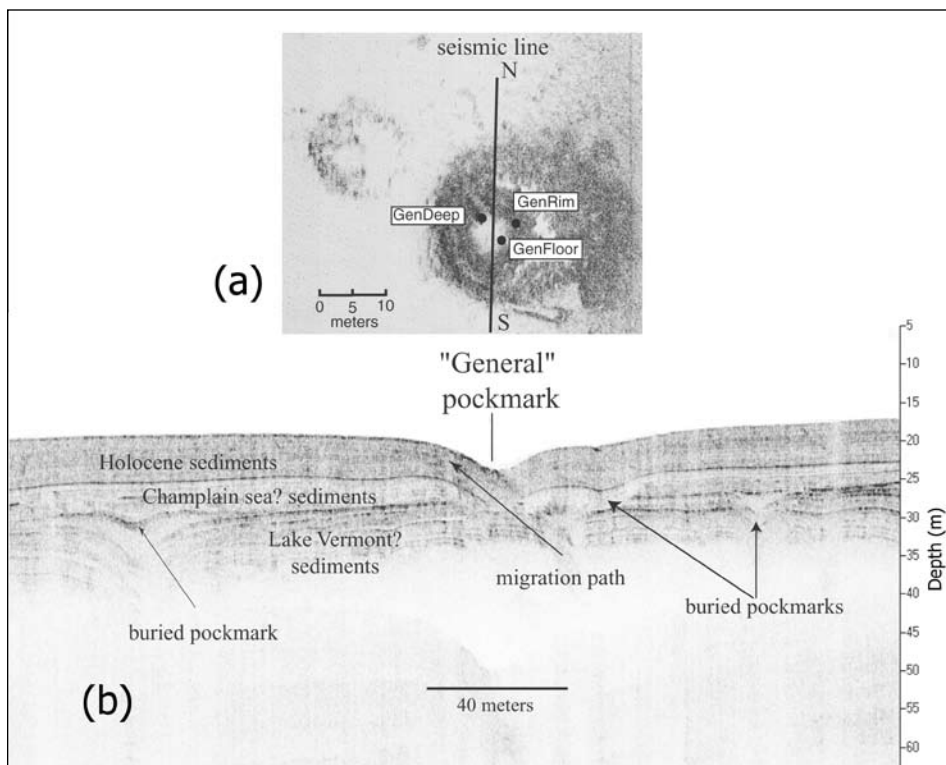 seismic line
N
GenDeep
GenRim
GenFloor
(a)
0 5 10
meters
S
"General"
pockmark
5
10
15
20
25
30
35
40
45
50
55
60
Depth (m)
Holocene sediments
Champlain sea? sediments
Lake Vermont?
sediments
migration path
buried pockmarks
buried pockmark
(b)
40 meters